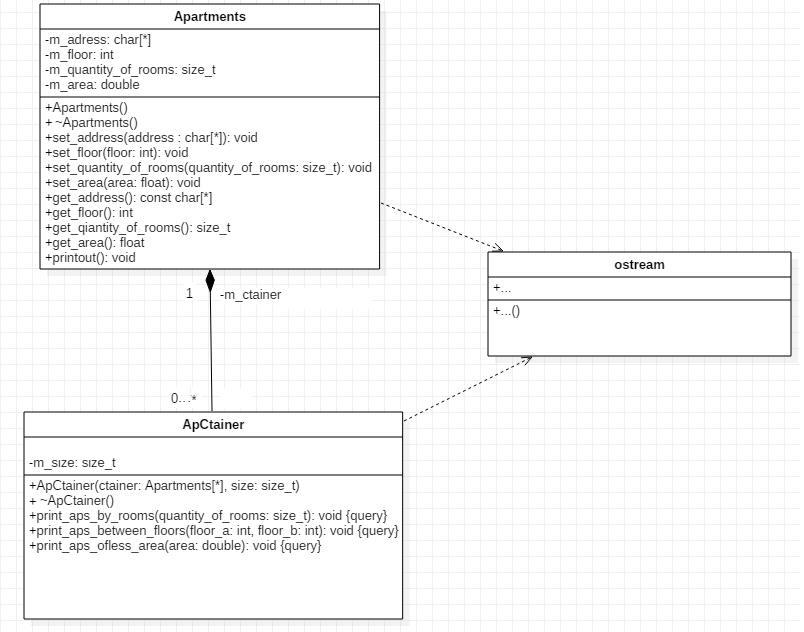 Apartments
-m_adress: char[*]
-m_floor: int
-m_quantity_of_rooms: size_t
-m_area: double
+Apartments()
+ ~Apartments()
+set_address(address : char[*]): void
+set_floor(floor: int): void
+set_quantity_of_rooms(quantity_of_rooms: size_t): void
+set_area(area: float): void
+get_address(): const char[*]
+get_floor(): int
+get_qiantity_of_rooms(): size_t
+get_area(): float
+printout(): void
ostream
+...
+...()
1
-m_ctainer
0...*
ApCtainer
-m_size: size_t
+ApCtainer(ctainer: Apartments[*], size: size_t)
+ ~ApCtainer()
+print_aps_by_rooms(quantity_of_rooms: size_t): void {query}
+print_aps_between_floors(floor_a: int, floor_b: int): void {query}
+print_aps_ofless_area(area: double): void {query}